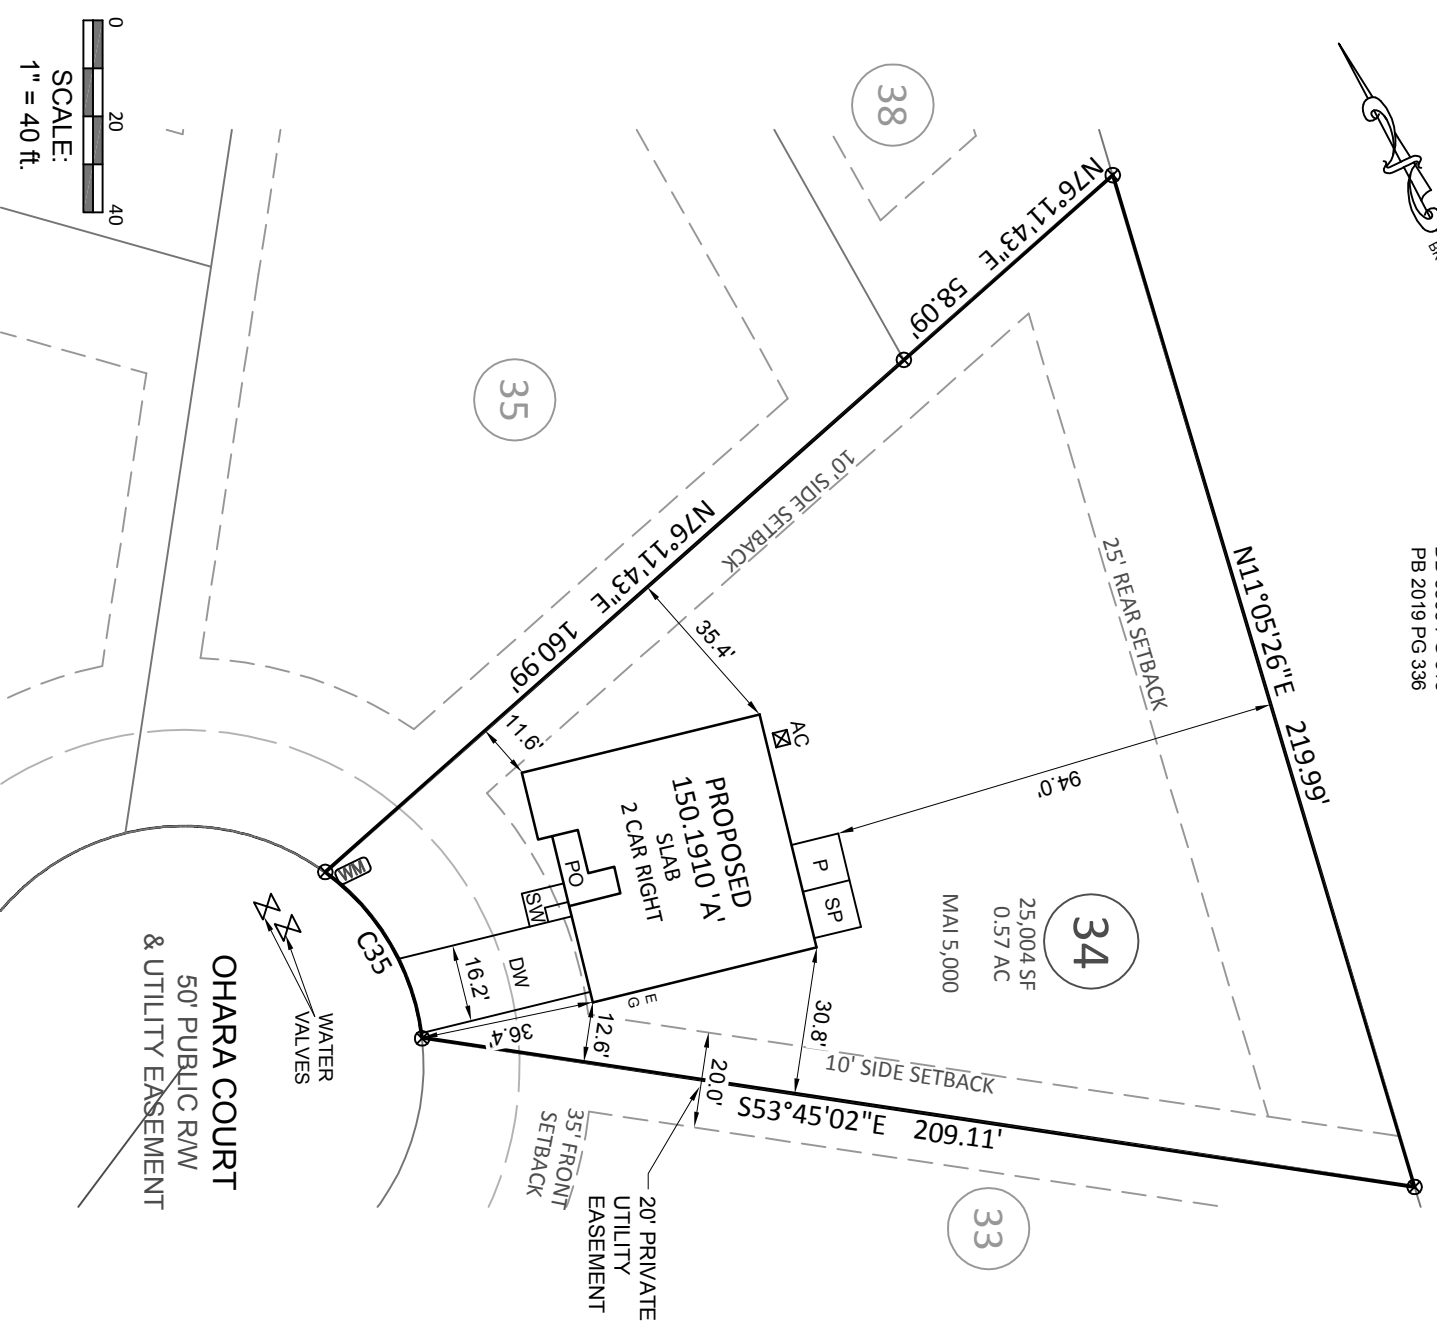 0
20
40
SCALE:
1" = 40 ft.
38
35
N76°11'43"E 58.09'
N76°11'43"E 160.99'
10' SIDE SETBACK
25' REAR SETBACK
N11°05'26"E 219.99'
PB 2019 PG 336
35.4'
11.6'
94.0'
AC
PROPOSED
150.1910 'A'
SLAB
2 CAR RIGHT
P
SP
PO
SW
DW
16.2'
36.4'
12.6'
30.8'
20.0'
E
G
34
25,004 SF
0.57 AC
MAI 5,000
10' SIDE SETBACK
S53°45'02"E 209.11'
33
35' FRONT
SETBACK
20' PRIVATE
UTILITY
EASEMENT
WM
C35
WATER
VALVES
OHARA COURT
50' PUBLIC R/W
& UTILITY EASEMENT